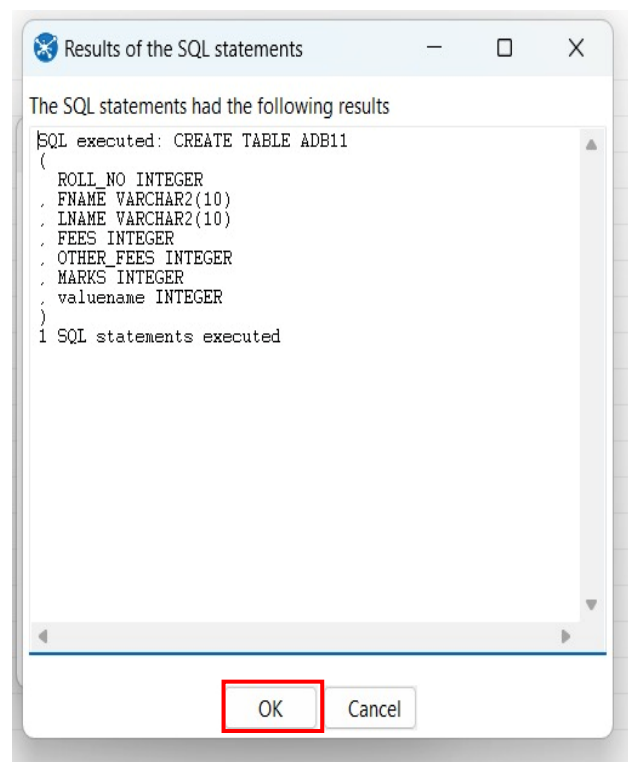 Results of the SQL statements
The SQL statements had the following results
SQL executed: CREATE TABLE ADB11
(
ROLL_NO INTEGER
, FNAME VARCHAR2(10)
, LNAME VARCHAR2(10)
, FEES INTEGER
, OTHER_FEES INTEGER
, MARKS INTEGER
, valuename INTEGER
)
1 SQL statements executed
OK Cancel